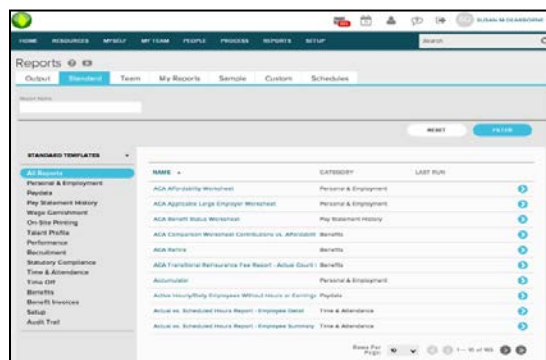 SUSAN M DEARBORNE
HOME RESOURCES MYSELF MY TEAM PEOPLE PROCESS REPORTS SETUP Search
Reports
Output Standard Team My Reports Sample Custom Schedules
Report Name
RESET FILTER
STANDARD TEMPLATES
NAME CATEGORY LAST RUN
All Reports
Personal & Employment
Paydata
Pay Statement History
Wage Garnishment
On-Site Printing
Talent Profile
Performance
Recruitment
Statutory Compliance
Time & Attendance
Time Off
Benefits
Benefit Invoices
Setup
Audit Trail
ACA Affordability Worksheet Personal & Employment
ACA Applicable Large Employer Worksheet Personal & Employment
ACA Benefit Status Worksheet Pay Statement History
ACA Comparison Worksheet Contributions vs. Affordabili Benefits
ACA Rehire Benefits
ACA Transitional Reinsurance Fee Report - Actual Count Benefits
Accumulator Personal & Employment
Active Hourly/Daily Employees Without Hours or Earnings Paydata
Actual vs. Scheduled Hours Report - Employee Detail Time & Attendance
Actual vs. Scheduled Hours Report - Employee Summary Time & Attendance
Rows Per Page 10 1 - 10 of 165